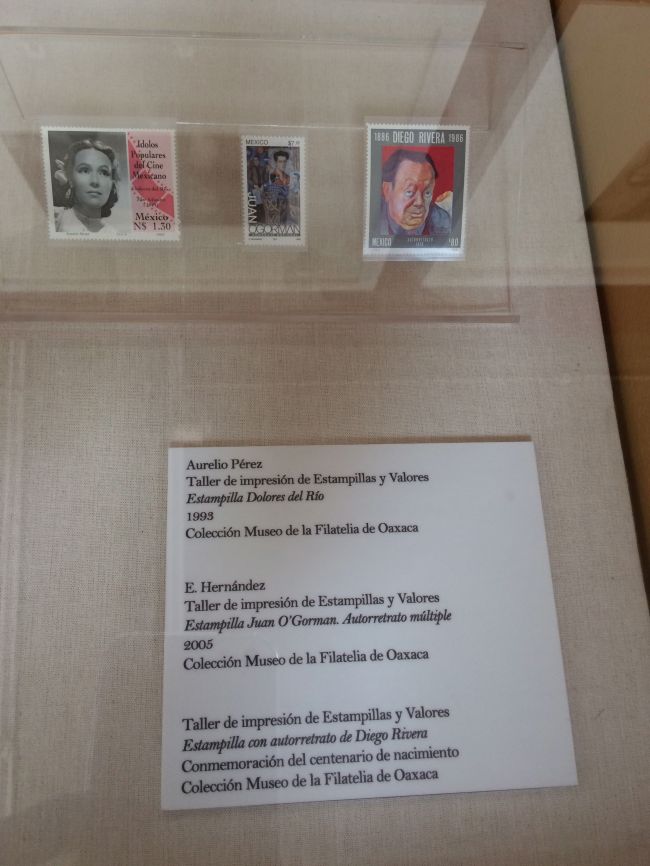 Idolos
Populares
del Cine
Mexicano
México
N$ 1.30
MEXICO $7.50
JUAN
O'GORMAN
1886 DIEGO RIVERA 1986
AUTORRETRATO
MEXICO $80
Aurelio Pérez
Taller de impresión de Estampillas y Valores
Estampilla Dolores del Río
1993
Colección Museo de la Filatelia de Oaxaca
E. Hernández
Taller de impresión de Estampillas y Valores
Estampilla Juan O'Gorman. Autorretrato múltiple
2005
Colección Museo de la Filatelia de Oaxaca
Taller de impresión de Estampillas y Valores
Estampilla con autorretrato de Diego Rivera
Conmemoración del centenario de nacimiento
Colección Museo de la Filatelia de Oaxaca